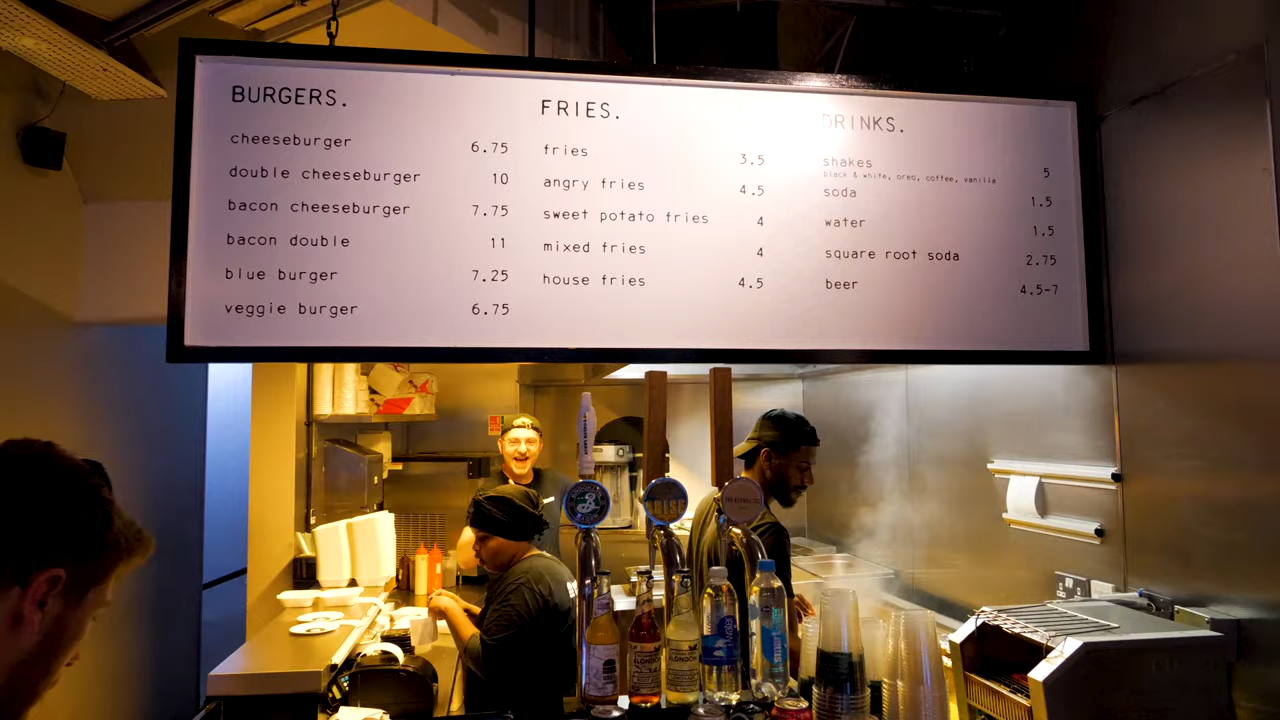 BURGERS.
cheeseburger 6.75
double cheeseburger 10
bacon cheeseburger 7.75
bacon double 11
blue burger 7.25
veggie burger 6.75
FRIES.
fries 3.5
angry fries 4.5
sweet potato fries 4
mixed fries 4
house fries 4.5
DRINKS.
shakes 5
black & white, oreo, coffee, vanilla
soda 1.5
water 1.5
square root soda 2.75
beer 4.5-7
LONDON
LONDON
smart